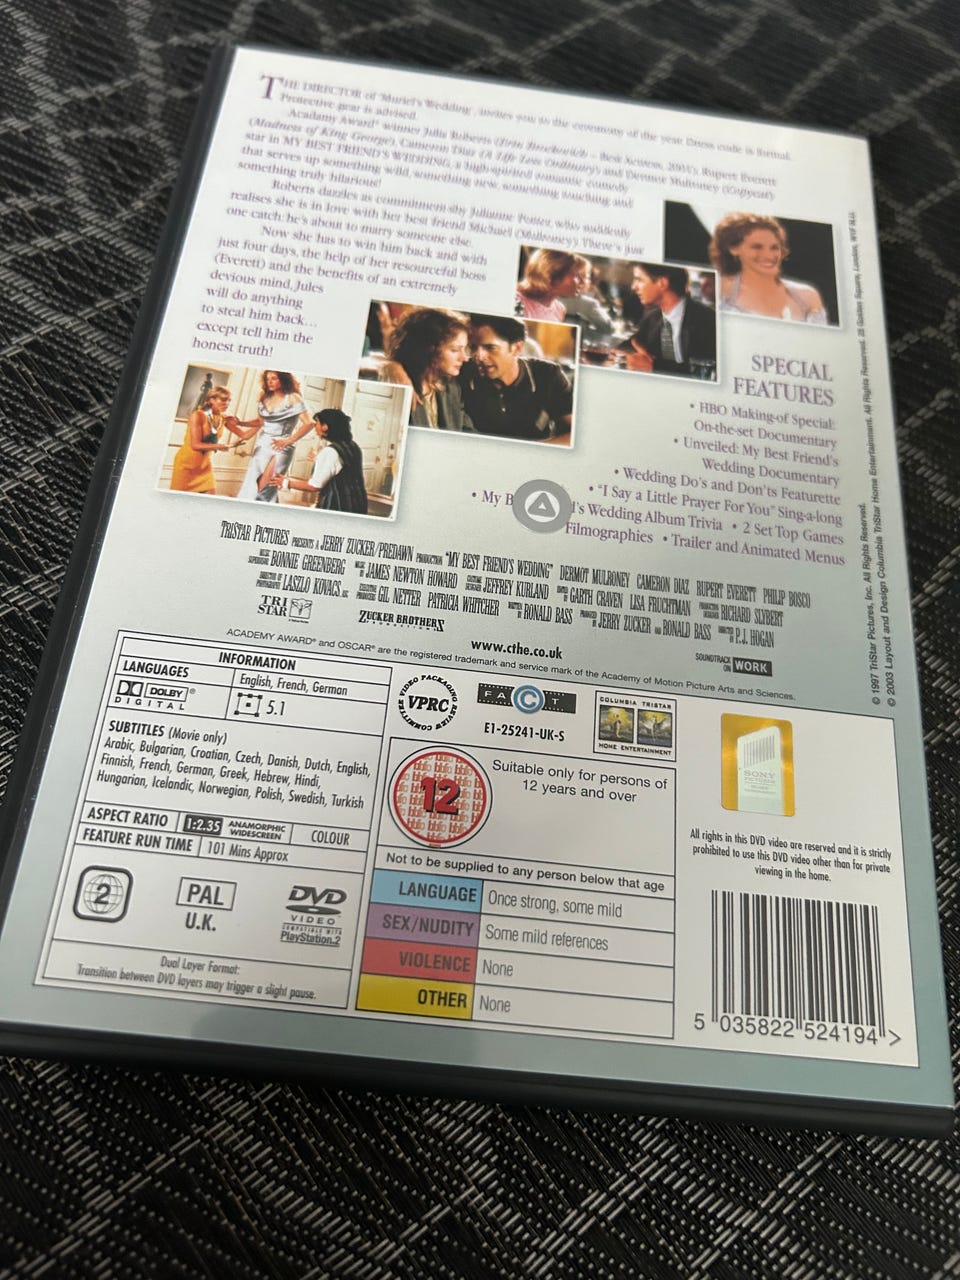 THE DIRECTOR of 'Muriel's Wedding', invites you to the ceremony of the year. Dress code is formal.
Protective gear is advised.
Academy Award® winner Julia Roberts (Erin Brockovich – Best Actress, 2001), Rupert Everett
(Madness of King George), Cameron Diaz (A Life Less Ordinary) and Dermot Mulroney (Copycat)
star in MY BEST FRIEND'S WEDDING, a high-spirited romantic comedy
that serves up something wild, something new, something touching and
something truly hilarious!
Roberts dazzles as commitment-shy Julianne Potter, who suddenly
realises she is in love with her best friend Michael (Mulroney). There's just
one catch: he's about to marry someone else.
Now she has to win him back and with
just four days, the help of her resourceful boss
(Everett) and the benefits of an extremely
devious mind, Jules
will do anything
to steal him back...
except tell him the
honest truth!
SPECIAL
FEATURES
• HBO Making-of Special:
On-the-set Documentary
• Unveiled: My Best Friend's
Wedding Documentary
• Wedding Do's and Don'ts Featurette
• "I Say a Little Prayer For You" Sing-a-long
• My B 's Wedding Album Trivia • 2 Set Top Games
Filmographies • Trailer and Animated Menus
TRISTAR PICTURES PRESENTS A JERRY ZUCKER/PREDAWN PRODUCTION "MY BEST FRIEND'S WEDDING" DERMOT MULRONEY CAMERON DIAZ RUPERT EVERETT PHILIP BOSCO
BONNIE GREENBERG JAMES NEWTON HOWARD JEFFREY KURLAND GARTH CRAVEN LISA FRUCHTMAN RICHARD SYLBERT
LASZLO KOVACS, ASC GIL NETTER PATRICIA WHITCHER RONALD BASS JERRY ZUCKER AND RONALD BASS P.J. HOGAN
TRI STAR
ZUCKER BROTHERS
www.cthe.co.uk
SOUNDTRACK ON WORK
ACADEMY AWARD® and OSCAR® are the registered trademark and service mark of the Academy of Motion Picture Arts and Sciences.
© 1997 TriStar Pictures, Inc. All Rights Reserved.
© 2003 Layout and Design Columbia TriStar Home Entertainment. All Rights Reserved. 25 Golden Square, London, W1F 9LU.
INFORMATION
LANGUAGES
English, French, German
DOLBY®
DIGITAL
5.1
SUBTITLES (Movie only)
Arabic, Bulgarian, Croatian, Czech, Danish, Dutch, English,
Finnish, French, German, Greek, Hebrew, Hindi,
Hungarian, Icelandic, Norwegian, Polish, Swedish, Turkish
ASPECT RATIO 1:2.35 ANAMORPHIC WIDESCREEN COLOUR
FEATURE RUN TIME 101 Mins Approx
2
PAL
U.K.
DVD
VIDEO
COMPATIBLE WITH
PlayStation.2
Dual Layer Format:
Transition between DVD layers may trigger a slight pause.
VIDEO PACKAGING REVIEW COMMITTEE
VPRC
FACT
E1-25241-UK-S
COLUMBIA TRISTAR
HOME ENTERTAINMENT
12
Suitable only for persons of
12 years and over
Not to be supplied to any person below that age
LANGUAGE Once strong, some mild
SEX/NUDITY Some mild references
VIOLENCE None
OTHER None
SONY
PICTURES
All rights in this DVD video are reserved and it is strictly
prohibited to use this DVD video other than for private
viewing in the home.
5 035822 524194 >